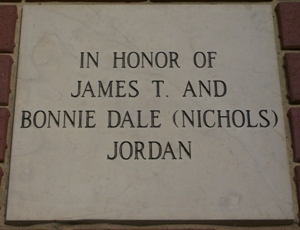 IN HONOR OF
JAMES T. AND
BONNIE DALE (NICHOLS)
JORDAN